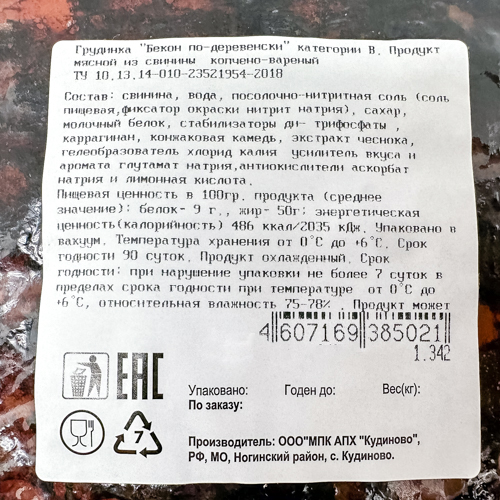 Грудинка "Бекон по-деревенски" категории В. Продукт
мясной из свинины копчено-вареный
ТУ 10.13.14-010-23521954-2018
Состав: свинина, вода, посолочно-нитритная соль (соль
пищевая,фиксатор окраски нитрит натрия), сахар,
молочный белок, стабилизаторы ди- трифосфаты ,
каррагинан, конжаковая камедь, экстракт чеснока,
гелеобразователь хлорид калия усилитель вкуса и
аромата глутамат натрия,антиокислители аскорбат
натрия и лимонная кислота.
Пищевая ценность в 100гр. продукта (среднее
значение): белок- 9 г., жир- 50г; энергетическая
ценность(калорийность) 486 ккал/2035 кДж. Упаковано в
вакуум. Температура хранения от 0°С до +6°С. Срок
годности 90 суток. Продукт охлажденный. Срок
годности: при нарушение упаковки не более 7 суток в
пределах срока годности при температуре от 0°С до
+6°С, относительная влажность 75-78% . Продукт может
4 607169 385021
1.342
EAC
Упаковано: Годен до: Вес(кг):
По заказу:
7
Производитель: ООО"МПК АПХ "Кудиново",
РФ, МО, Ногинский район, с. Кудиново.